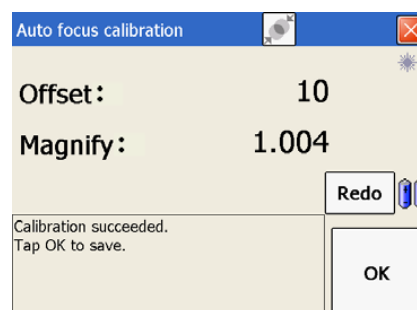 Auto focus calibration
Offset: 10
Magnify: 1.004
Redo
Calibration succeeded.
Tap OK to save.
OK